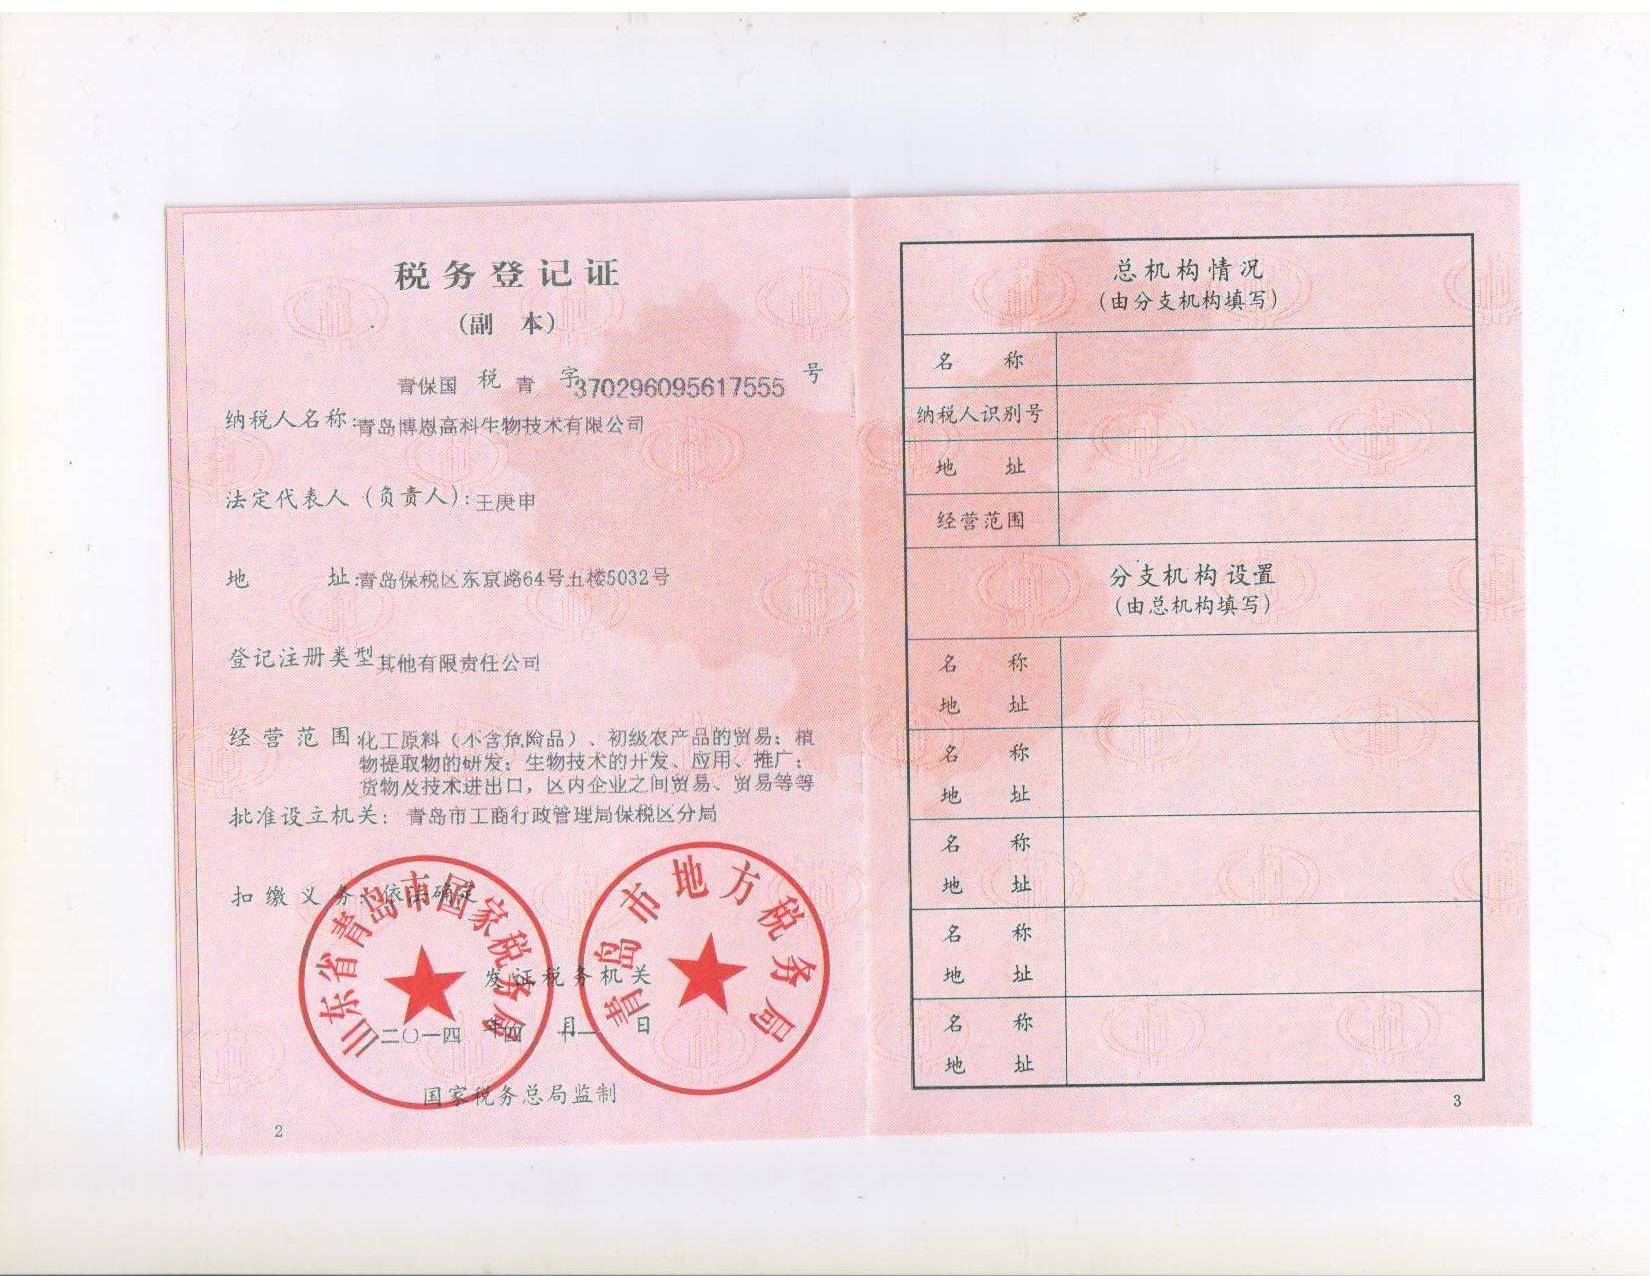 税务登记证
(副 本)
青保国 税 青 字370296095617555 号
纳税人名称:青岛博恩高科生物技术有限公司
法定代表人(负责人):王庚申
地 址:青岛保税区东京路64号五楼5032号
登记注册类型 其他有限责任公司
经营范围 化工原料(不含危险品)、初级农产品的贸易;植
物提取物的研发;生物技术的开发、应用、推广;
货物及技术进出口,区内企业之间贸易、贸易等等
批准设立机关: 青岛市工商行政管理局保税区分局
扣缴义务:依法确定
山东省青岛市国家税务局
青岛市地方税务局
发证税务机关
二〇一四 年四 月 日
国家税务总局监制
2
总机构情况
(由分支机构填写)
名 称
纳税人识别号
地 址
经营范围
分支机构设置
(由总机构填写)
名 称
地 址
名 称
地 址
名 称
地 址
名 称
地 址
名 称
地 址
3